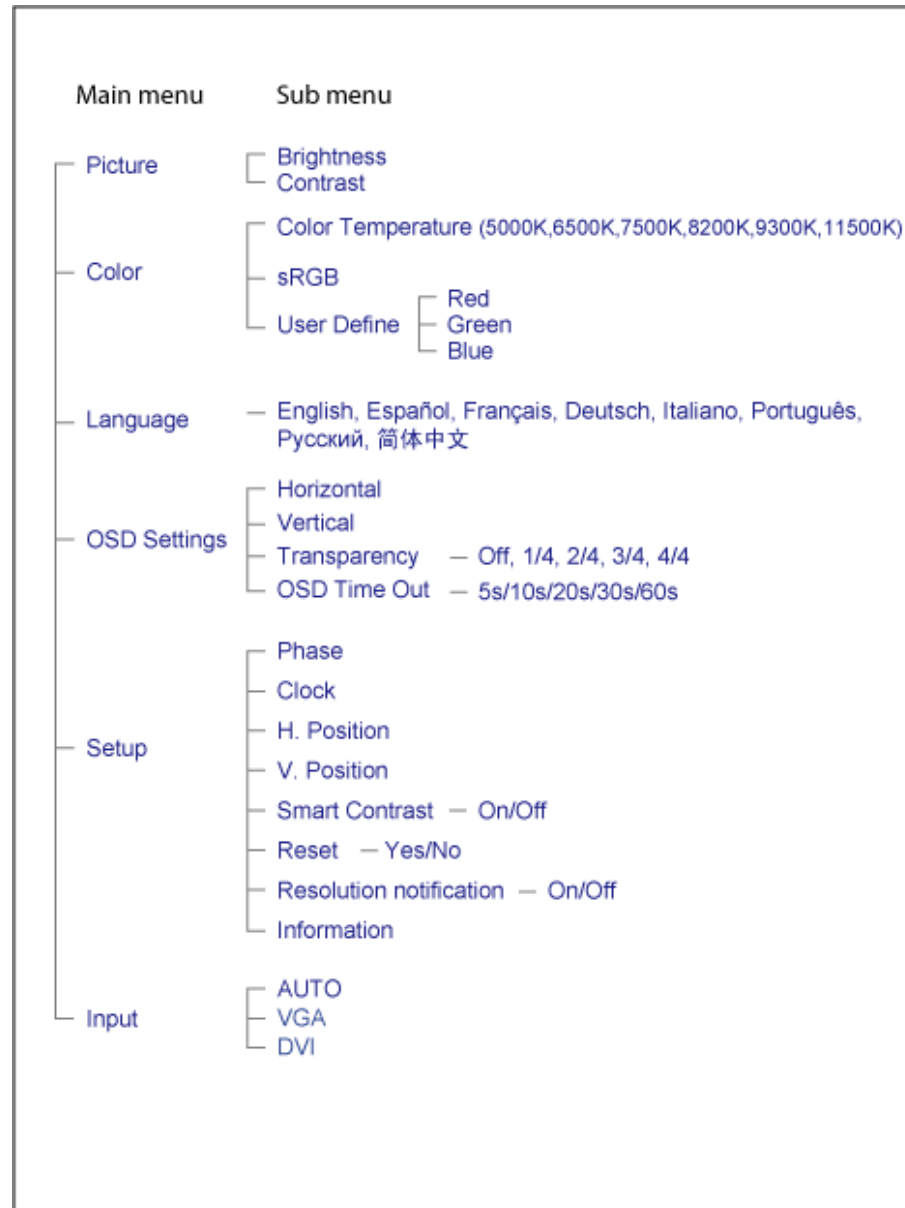 Main menu Sub menu
Picture Brightness
Contrast
Color Temperature (5000K,6500K,7500K,8200K,9300K,11500K)
Color sRGB
Red
User Define Green
Blue
Language English, Español, Français, Deutsch, Italiano, Português,
Русский, 简体中文
Horizontal
Vertical
OSD Settings Transparency Off, 1/4, 2/4, 3/4, 4/4
OSD Time Out 5s/10s/20s/30s/60s
Phase
Clock
H. Position
Setup V. Position
Smart Contrast On/Off
Reset Yes/No
Resolution notification On/Off
Information
AUTO
Input VGA
DVI